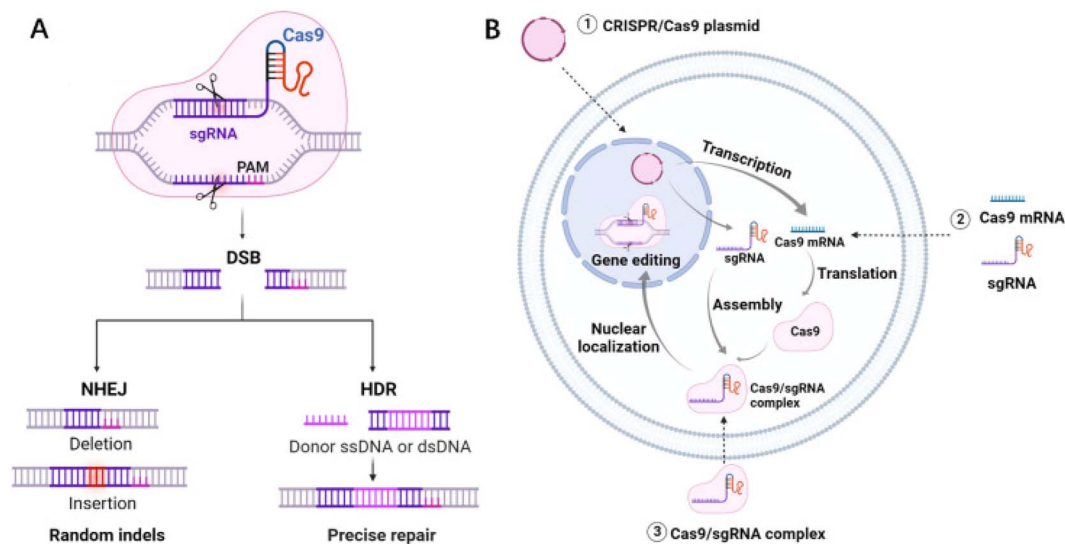 A
Cas9
sgRNA
PAM
DSB
NHEJ
HDR
Deletion
Donor ssDNA or dsDNA
Insertion
Random indels
Precise repair
B
1 CRISPR/Cas9 plasmid
Transcription
2
Cas9 mRNA
sgRNA
Gene editing
sgRNA
Cas9 mRNA
Translation
Assembly
Nuclear
localization
Cas9
Cas9/sgRNA
complex
3 Cas9/sgRNA complex